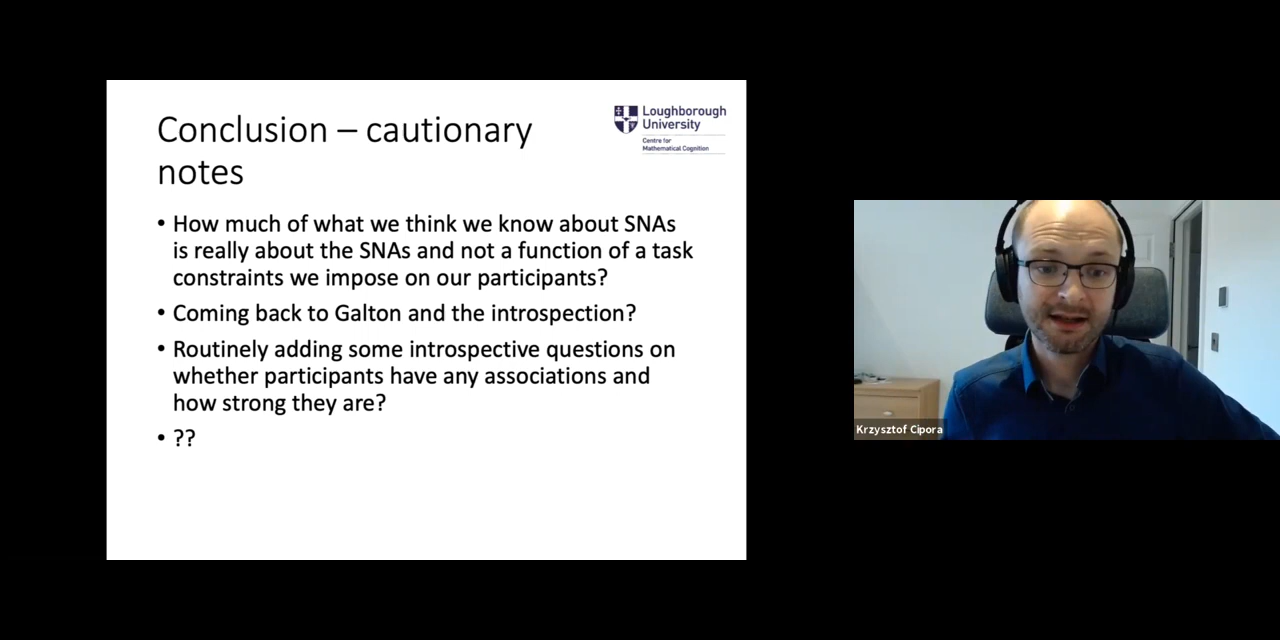 Conclusion – cautionary
notes
Loughborough
University
Centre for
Mathematical Cognition
• How much of what we think we know about SNAs
is really about the SNAs and not a function of a task
constraints we impose on our participants?
• Coming back to Galton and the introspection?
• Routinely adding some introspective questions on
whether participants have any associations and
how strong they are?
• ??
Krzysztof Cipora